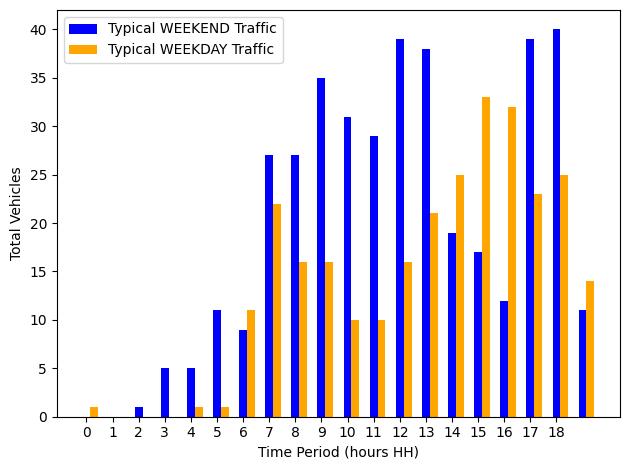 Typical WEEKEND Traffic
Typical WEEKDAY Traffic
40
35
30
25
20
15
10
5
0
Total Vehicles
0 1 2 3 4 5 6 7 8 9 10 11 12 13 14 15 16 17 18
Time Period (hours HH)